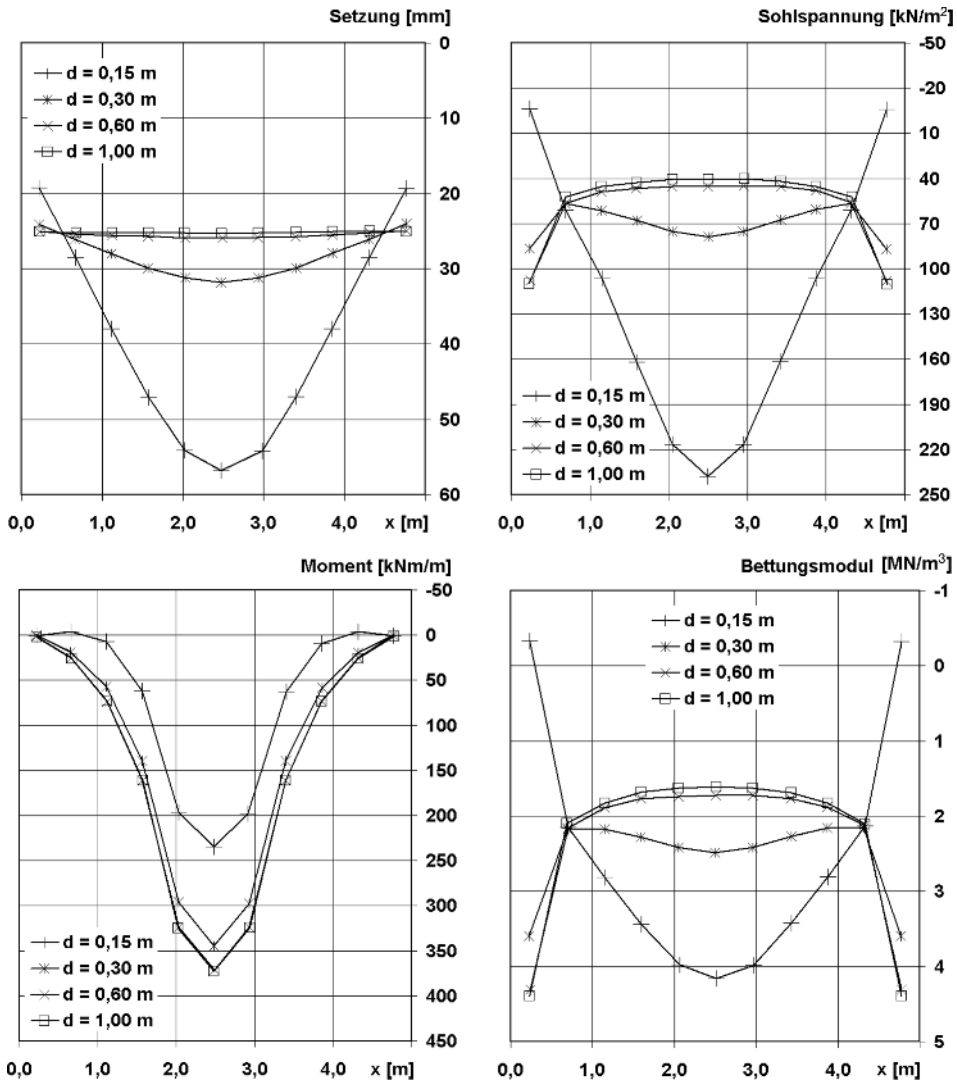 Setzung [mm]
0
10
20
30
40
50
60
d = 0,15 m
d = 0,30 m
d = 0,60 m
d = 1,00 m
0,0 1,0 2,0 3,0 4,0 x [m]
Sohlspannung [kN/m²]
-50
-20
10
40
70
100
130
160
190
220
250
d = 0,15 m
d = 0,30 m
d = 0,60 m
d = 1,00 m
0,0 1,0 2,0 3,0 4,0 x [m]
Moment [kNm/m]
-50
0
50
100
150
200
250
300
350
400
450
d = 0,15 m
d = 0,30 m
d = 0,60 m
d = 1,00 m
0,0 1,0 2,0 3,0 4,0 x [m]
Bettungsmodul [MN/m³]
-1
0
1
2
3
4
5
d = 0,15 m
d = 0,30 m
d = 0,60 m
d = 1,00 m
0,0 1,0 2,0 3,0 4,0 x [m]